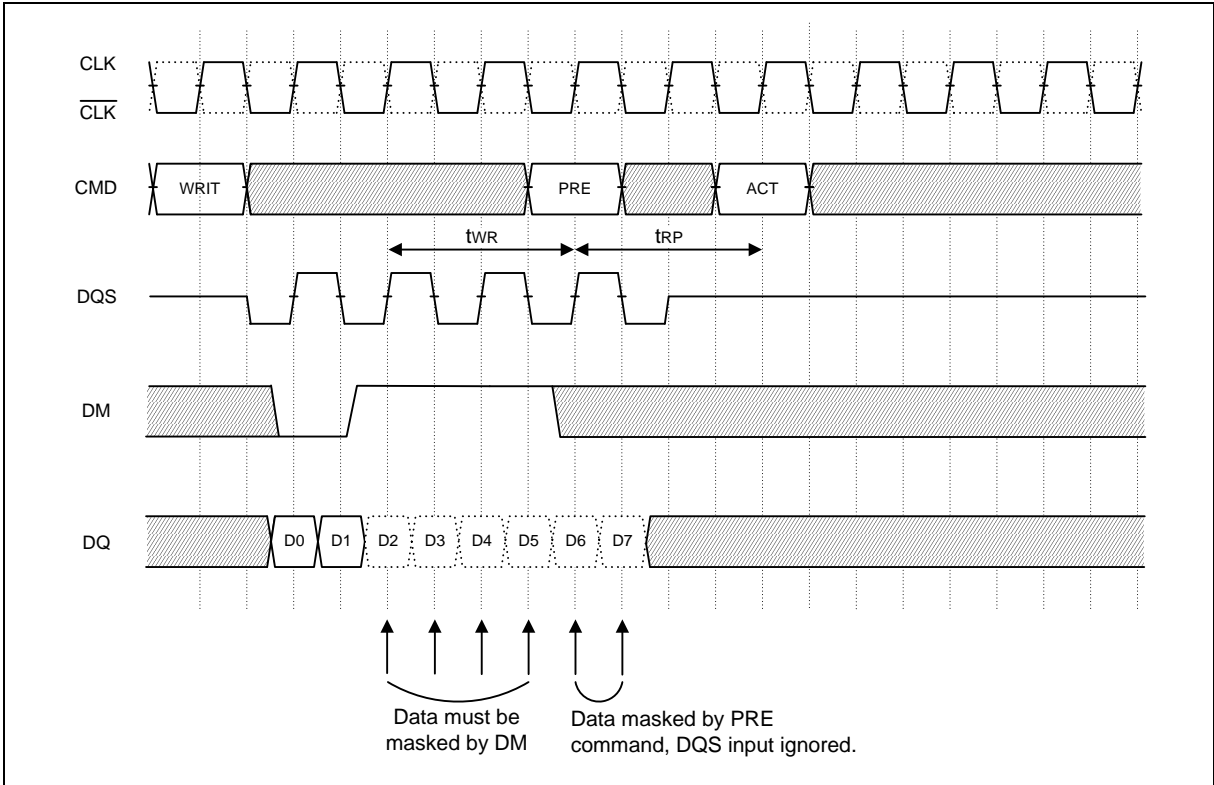 CLK
CLK
CMD WRIT PRE ACT
tWR tRP
DQS
DM
DQ D0 D1 D2 D3 D4 D5 D6 D7
Data must be
masked by DM
Data masked by PRE
command, DQS input ignored.